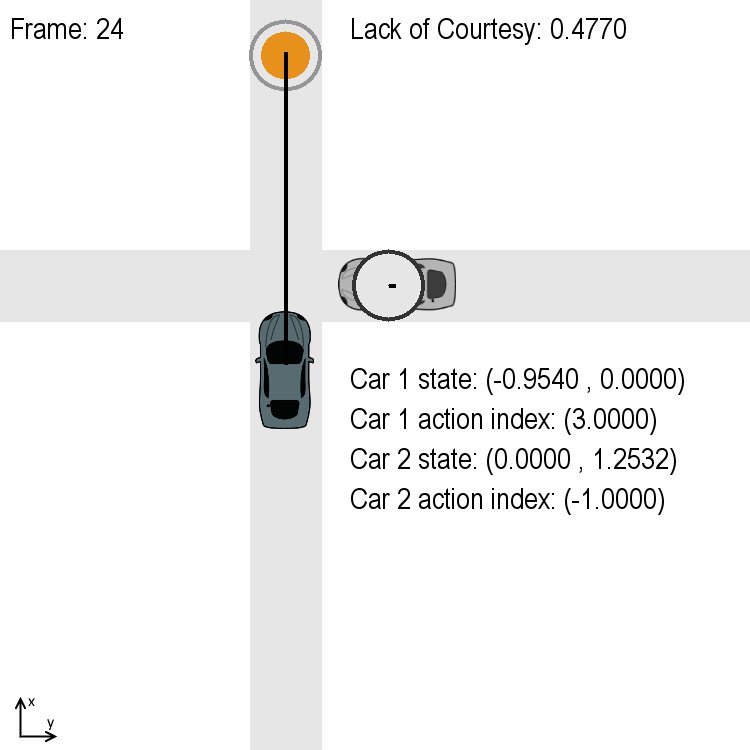 Frame: 24
Lack of Courtesy: 0.4770
Car 1 state: (-0.9540 , 0.0000)
Car 1 action index: (3.0000)
Car 2 state: (0.0000 , 1.2532)
Car 2 action index: (-1.0000)
x
y